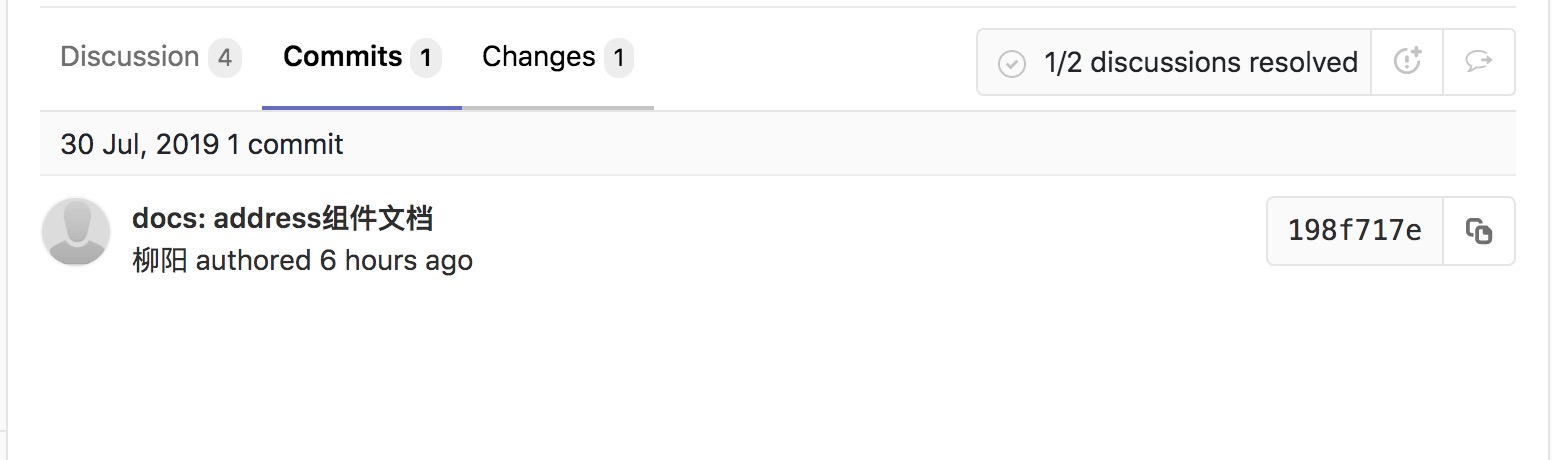 Discussion 4 Commits 1 Changes 1 1/2 discussions resolved
30 Jul, 2019 1 commit
docs: address组件文档
柳阳 authored 6 hours ago
198f717e